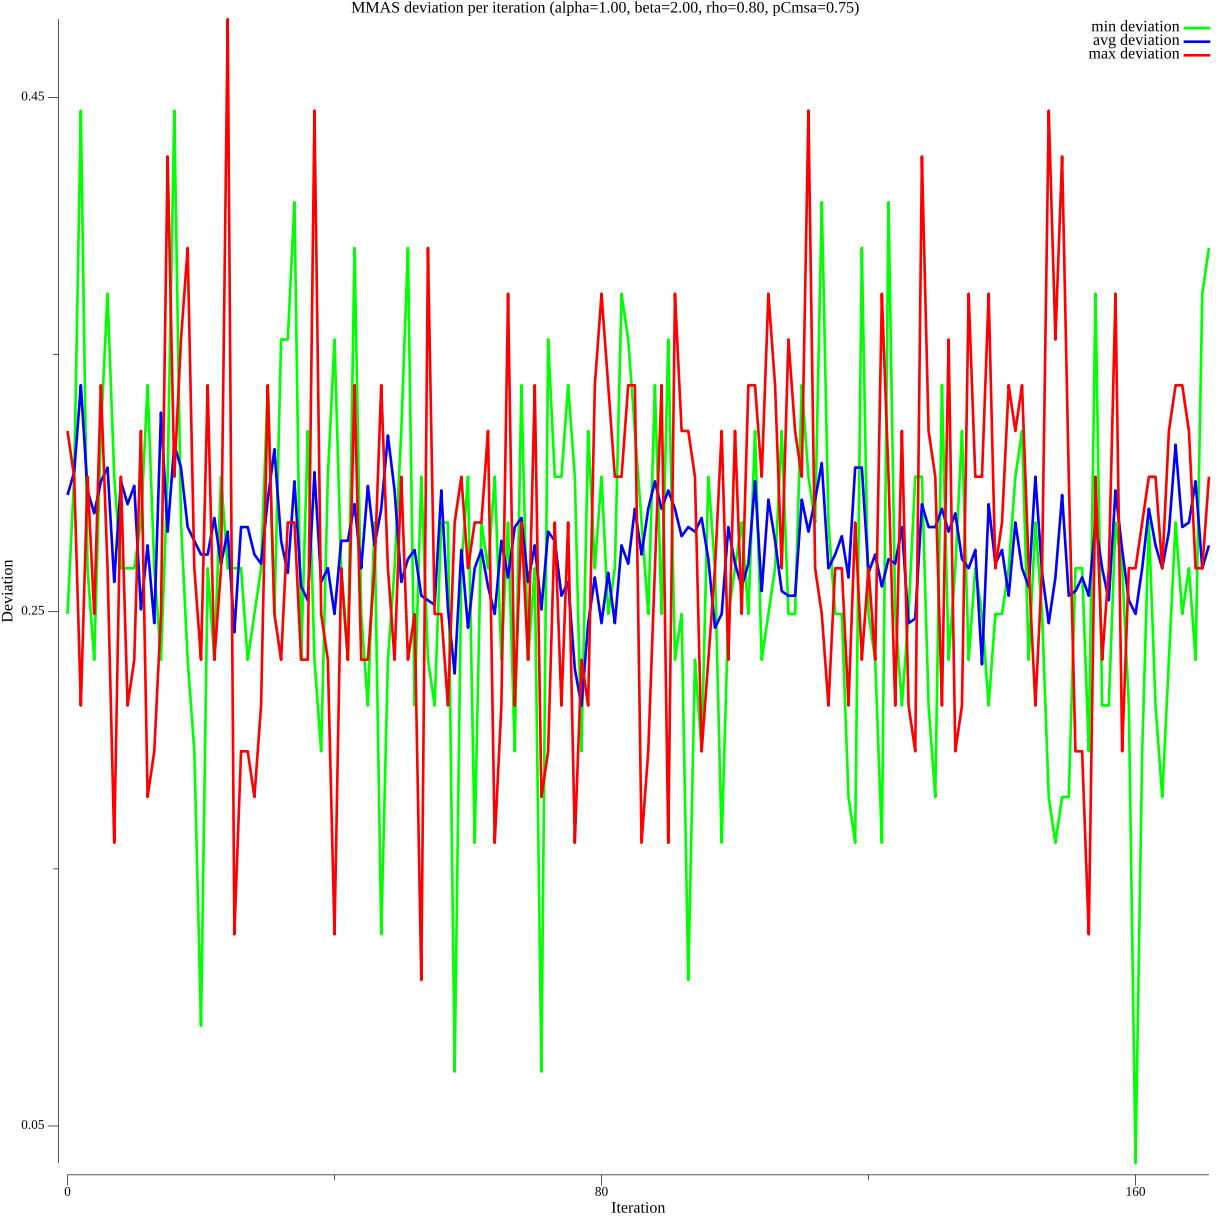 MMAS deviation per iteration (alpha=1.00, beta=2.00, rho=0.80, pCmsa=0.75)
min deviation
avg deviation
max deviation
0.45
0.25
0.05
Deviation
0
80
160
Iteration